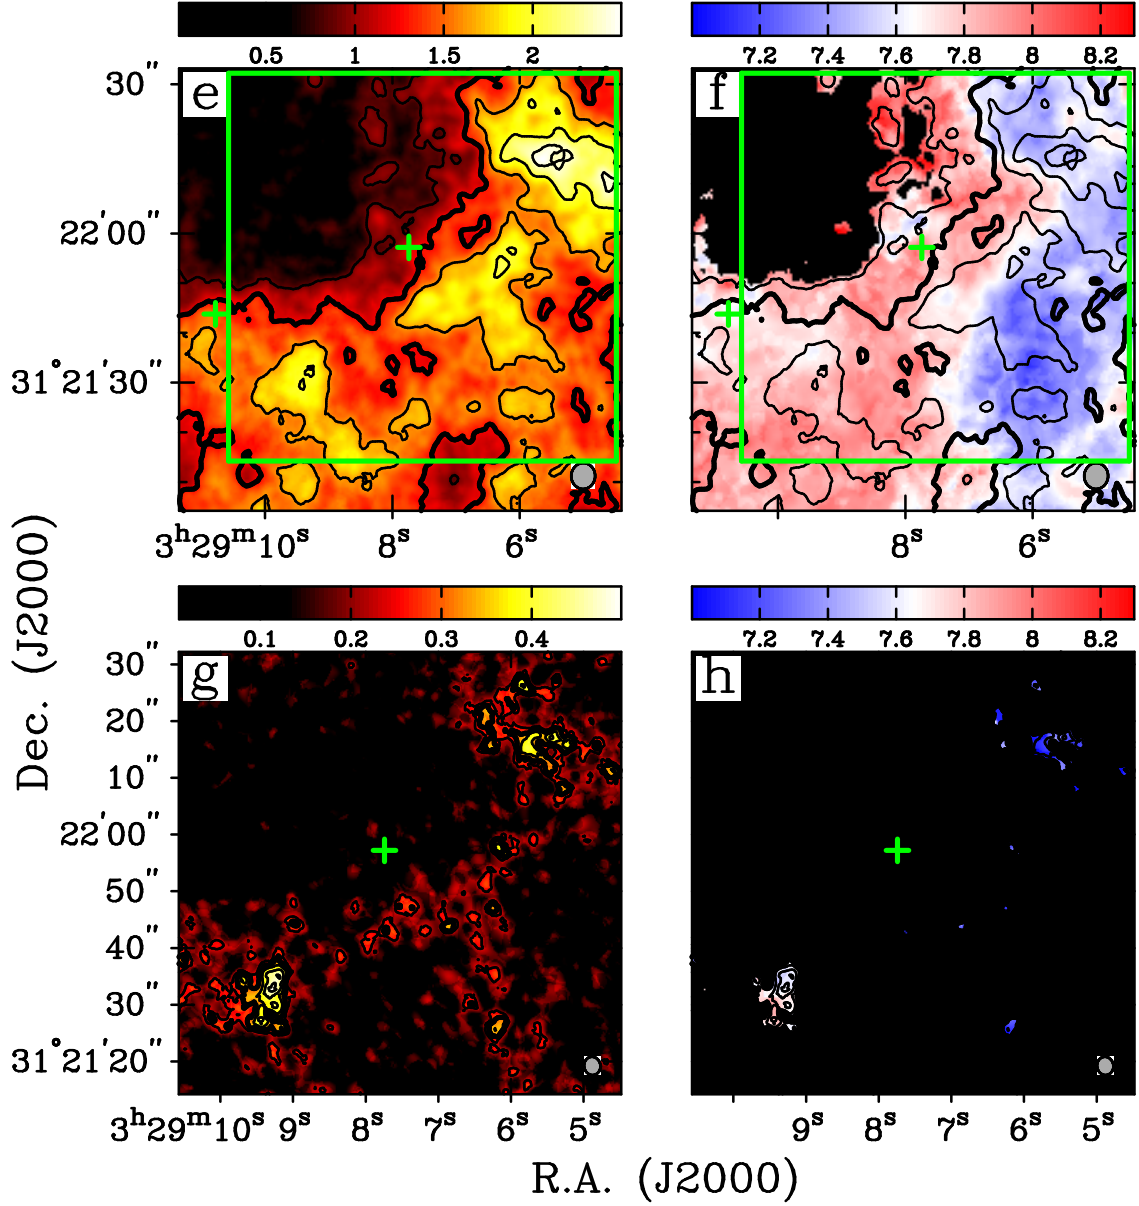 0.5 1 1.5 2
7.2 7.4 7.6 7.8 8 8.2
e
f
30″
22′00″
31°21′30″
3ʰ29ᵐ10ˢ 8ˢ 6ˢ
8ˢ 6ˢ
0.1 0.2 0.3 0.4
7.2 7.4 7.6 7.8 8 8.2
g
h
30″
20″
10″
22′00″
50″
40″
30″
31°21′20″
3ʰ29ᵐ10ˢ 9ˢ 8ˢ 7ˢ 6ˢ 5ˢ
9ˢ 8ˢ 7ˢ 6ˢ 5ˢ
Dec. (J2000)
R.A. (J2000)